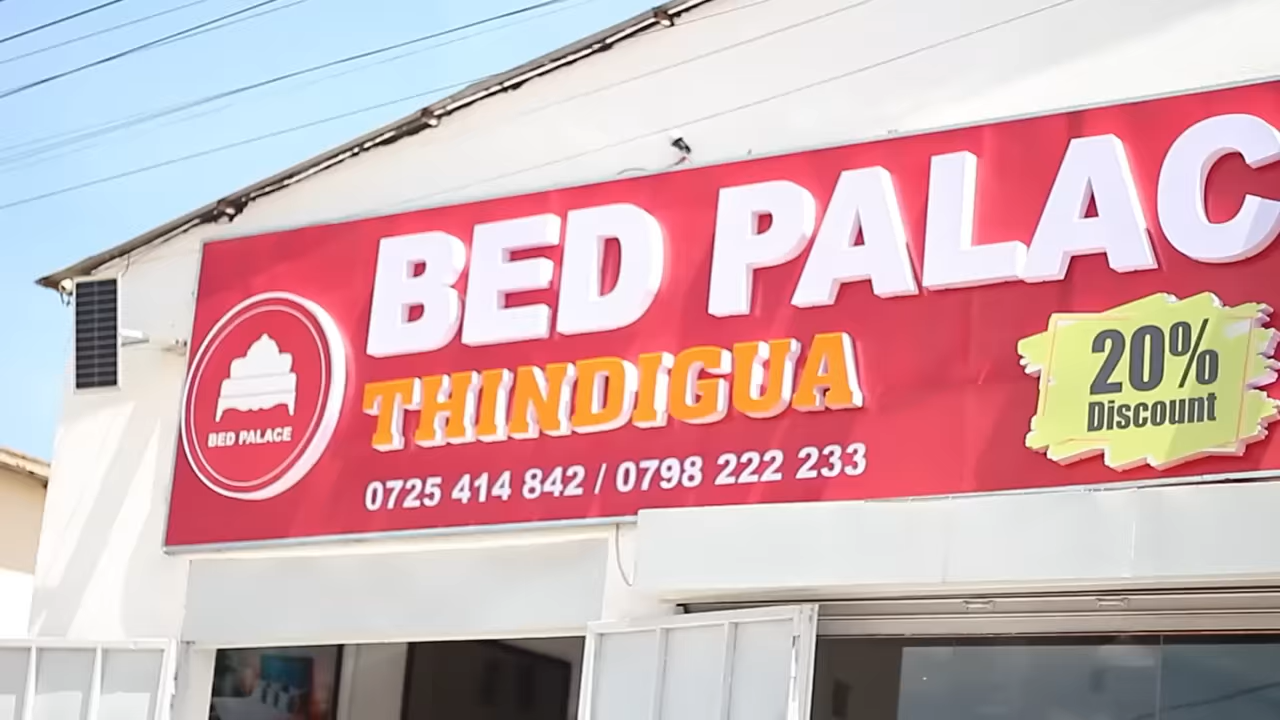 BED PALAC
THINDIGUA
0725 414 842 / 0798 222 233
BED PALACE
20%
Discount